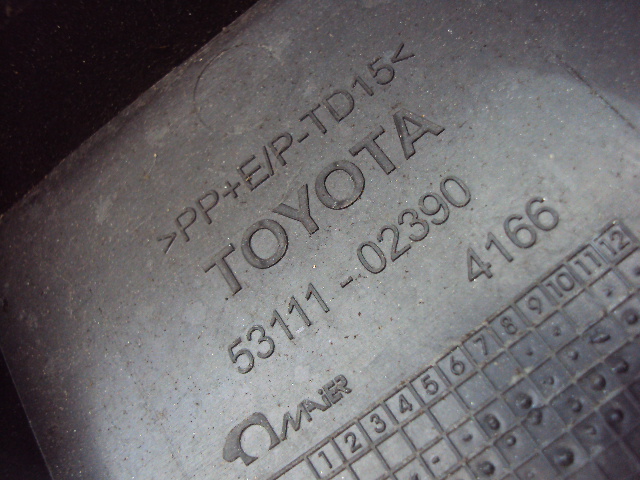 >PP+E/P-TD15<
TOYOTA
53111-02390
4166
MAIER
1 2 3 4 5 6 7 8 9 10 11 12